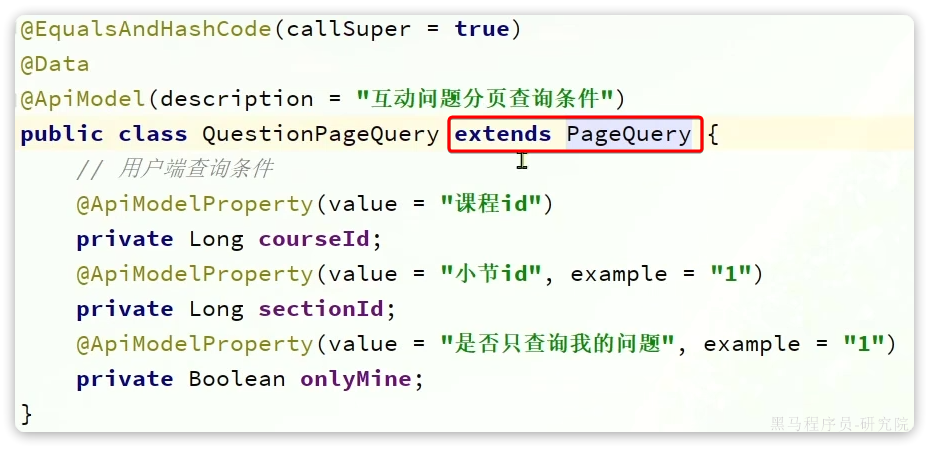 @EqualsAndHashCode(callSuper = true)
@Data
@ApiModel(description = "互动问题分页查询条件")
public class QuestionPageQuery extends PageQuery {
// 用户端查询条件
@ApiModelProperty(value = "课程id")
private Long courseId;
@ApiModelProperty(value = "小节id", example = "1")
private Long sectionId;
@ApiModelProperty(value = "是否只查询我的问题", example = "1")
private Boolean onlyMine;
}
黑马程序员-研究院